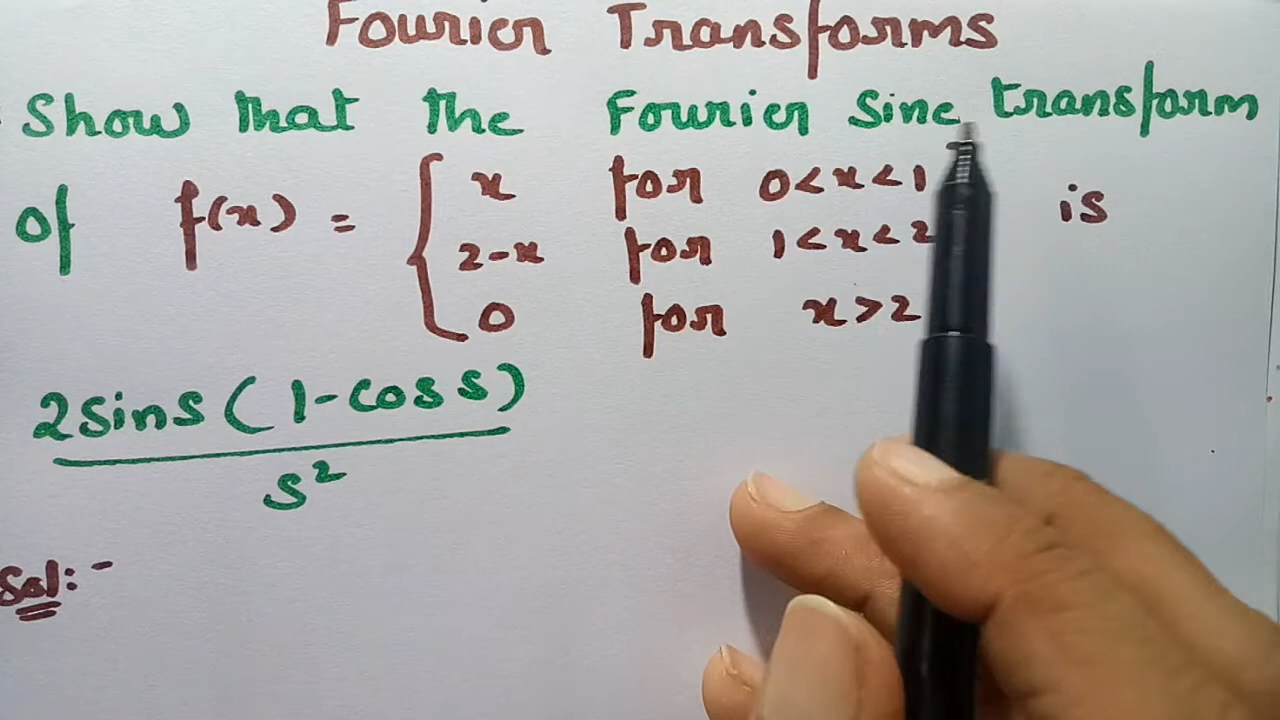 Fourier Transforms
Show that the Fourier Sine transform
of f(x) = { x for 0<x<1 is
2-x for 1<x<2
0 for x>2
2sins(1-cos s)
s²
Sol:-